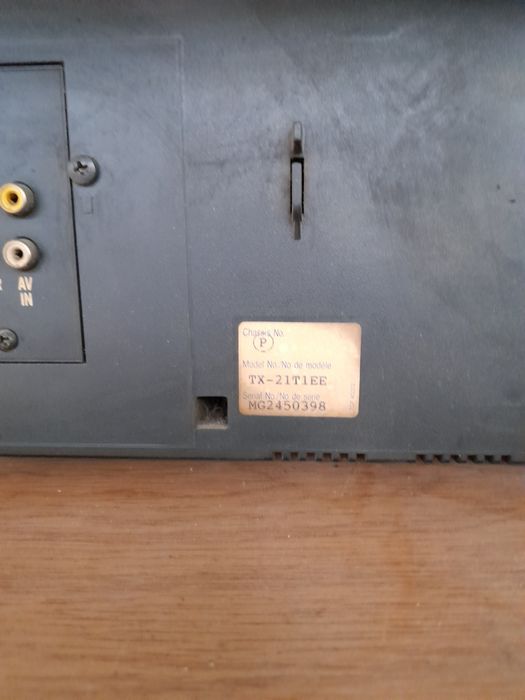 R
AV
IN
Chassis No.
P
Model No./No de modèle
TX-21T1EE
Serial No./No de série
MG2450398